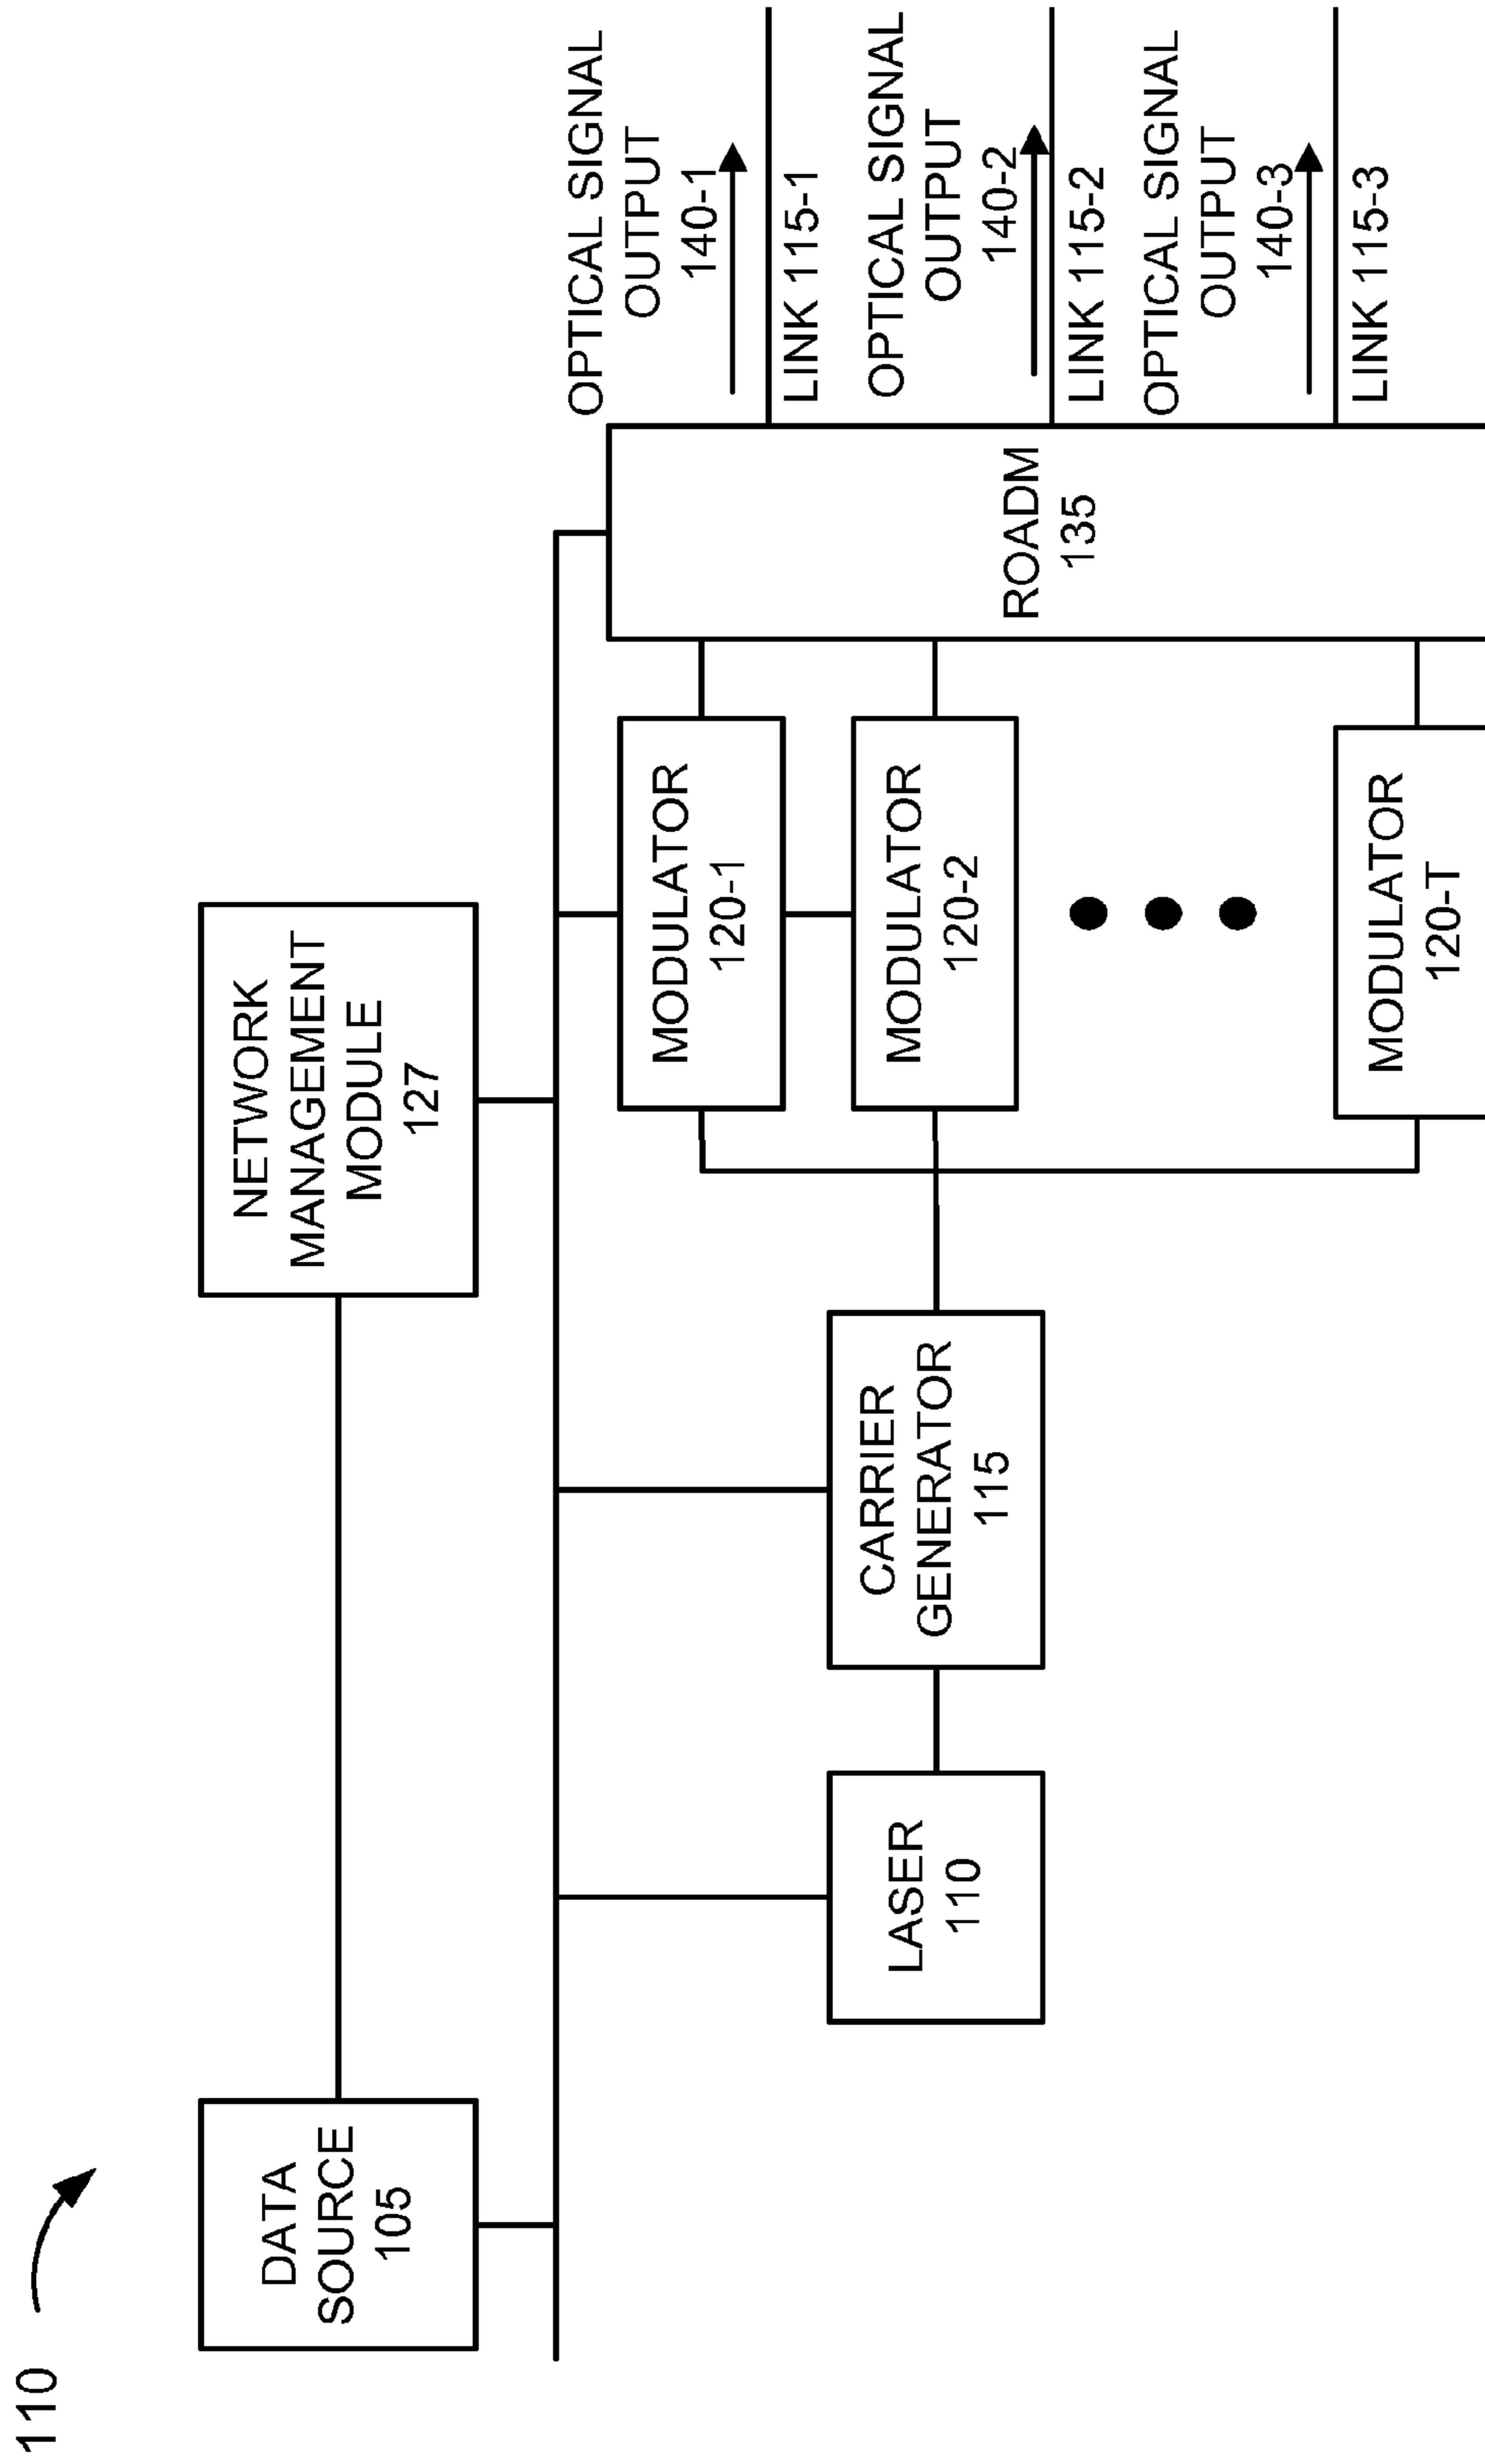 110
DATA
SOURCE
105
NETWORK
MANAGEMENT
MODULE
127
LASER
110
CARRIER
GENERATOR
115
MODULATOR
120-1
MODULATOR
120-2
MODULATOR
120-T
ROADM
135
OPTICAL SIGNAL
OUTPUT
140-1
LINK 115-1
OPTICAL SIGNAL
OUTPUT
140-2
LINK 115-2
OPTICAL SIGNAL
OUTPUT
140-3
LINK 115-3